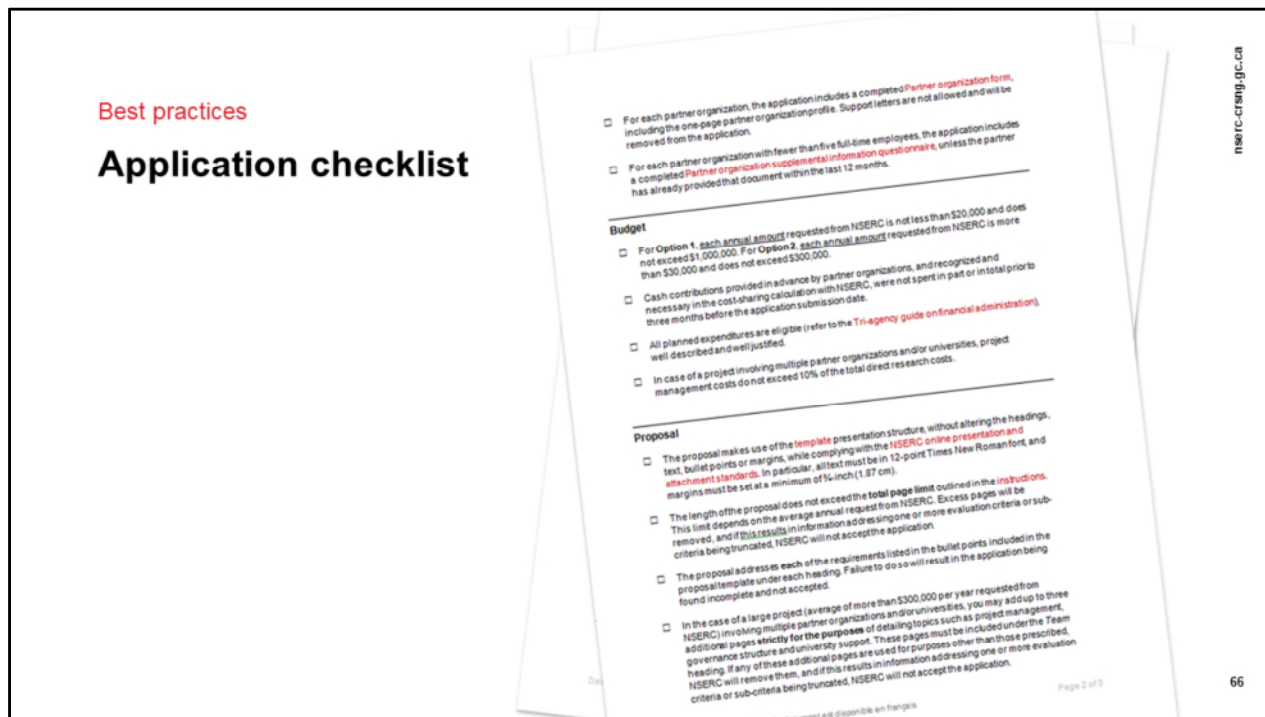 Best practices
Application checklist
nserc-crsng.gc.ca
☐ For each partner organization, the application includes a completed Partner organization form,
including the one-page partner organization profile. Support letters are not allowed and will be
removed from the application.
☐ For each partner organization with fewer than five full-time employees, the application includes
a completed Partner organization supplemental information questionnaire, unless the partner
has already provided that document within the last 12 months.
Budget
☐ For Option 1, each annual amount requested from NSERC is not less than $20,000 and does
not exceed $1,000,000. For Option 2, each annual amount requested from NSERC is more
than $30,000 and does not exceed $300,000.
☐ Cash contributions provided in advance by partner organizations, and recognized and
necessary in the cost-sharing calculation with NSERC, were not spent in part or in total prior to
three months before the application submission date.
☐ All planned expenditures are eligible (refer to the Tri-agency guide on financial administration),
well described and well justified.
☐ In case of a project involving multiple partner organizations and/or universities, project
management costs do not exceed 10% of the total direct research costs.
Proposal
☐ The proposal makes use of the template presentation structure, without altering the headings,
text, bullet points or margins, while complying with the NSERC online presentation and
attachment standards. In particular, all text must be in 12-point Times New Roman font, and
margins must be set at a minimum of ¾-inch (1.87 cm).
☐ The length of the proposal does not exceed the total page limit outlined in the instructions.
This limit depends on the average annual request from NSERC. Excess pages will be
removed, and if this results in information addressing one or more evaluation criteria or sub-
criteria being truncated, NSERC will not accept the application.
☐ The proposal addresses each of the requirements listed in the bullet points included in the
proposal template under each heading. Failure to do so will result in the application being
found incomplete and not accepted.
☐ In the case of a large project (average of more than $300,000 per year requested from
NSERC) involving multiple partner organizations and/or universities, you may add up to three
additional pages strictly for the purposes of detailing topics such as project management,
governance structure and university support. These pages must be included under the Team
heading. If any of these additional pages are used for purposes other than those prescribed,
NSERC will remove them, and if this results in information addressing one or more evaluation
criteria or sub-criteria being truncated, NSERC will not accept the application.
Page 2 of 3
est disponible en français
66